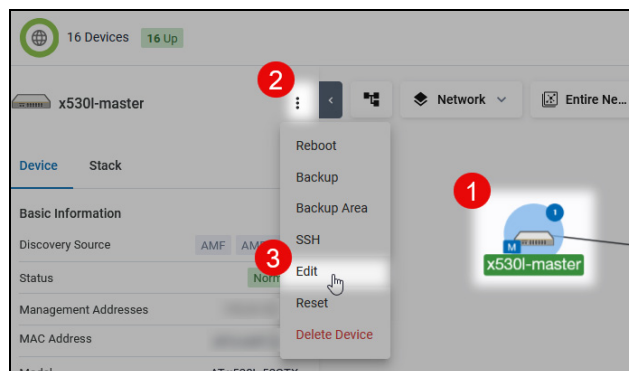 16 Devices 16 Up
2
x530l-master
Network
Entire Ne...
Reboot
Device Stack
Backup
1
Basic Information
Backup Area
Discovery Source
AMF
SSH
3
Edit
Status
M
1
x530l-master
Management Addresses
Reset
MAC Address
Delete Device